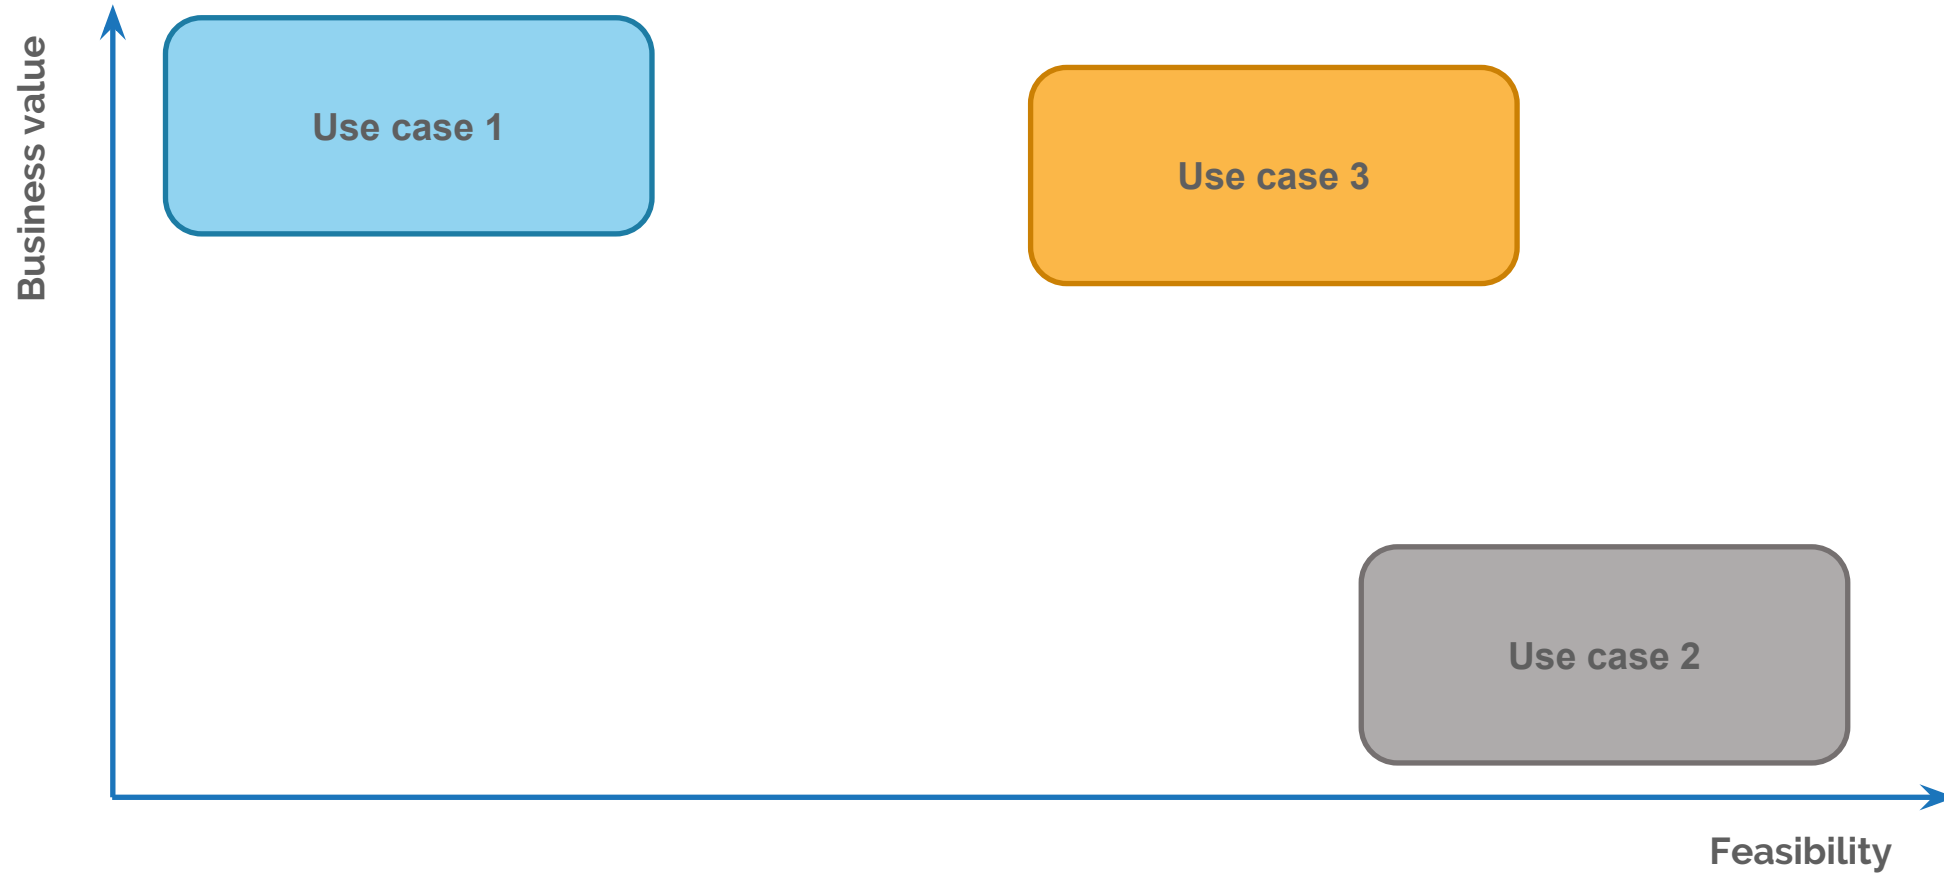 Business value
Use case 1
Use case 3
Use case 2
Feasibility